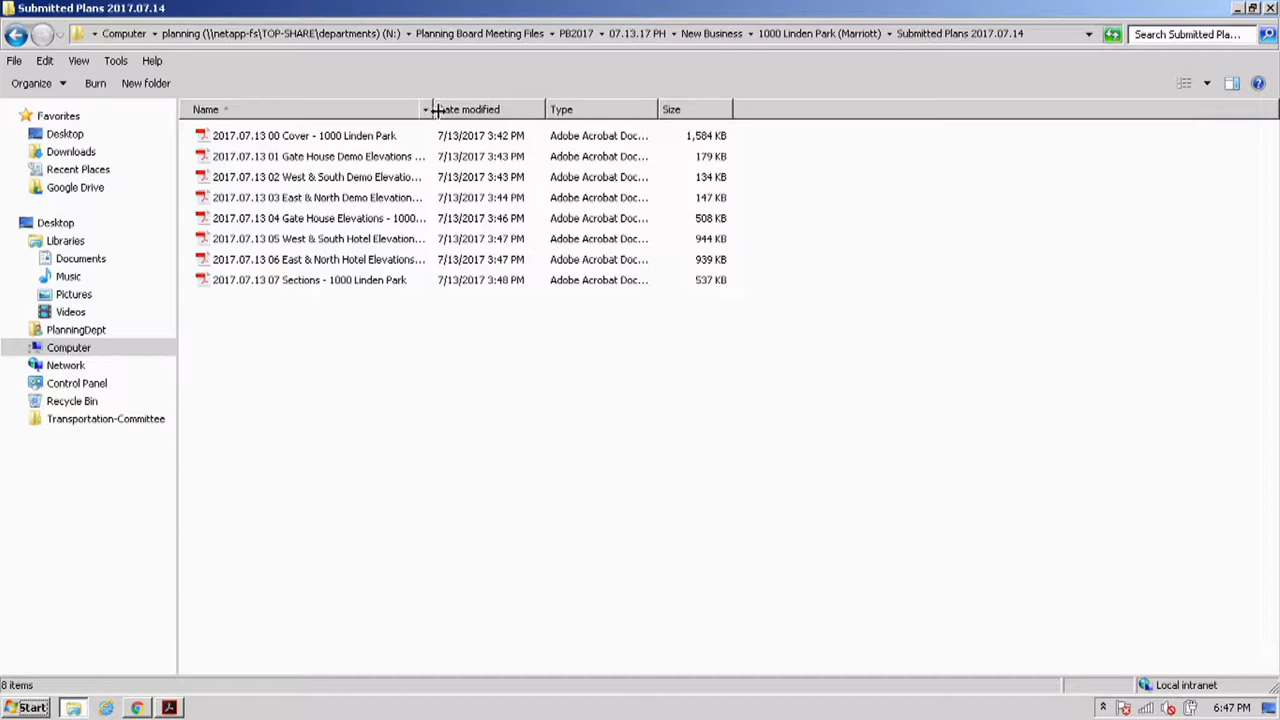 Submitted Plans 2017.07.14
Computer planning (\\netapp-fs\TOP-SHARE\departments) (N:) Planning Board Meeting Files PB2017 07.13.17 PH New Business 1000 Linden Park (Marriott) Submitted Plans 2017.07.14 Search Submitted Pla...
File Edit View Tools Help
Organize Burn New folder
Name Date modified Type Size
2017.07.13 00 Cover - 1000 Linden Park 7/13/2017 3:42 PM Adobe Acrobat Doc... 1,584 KB
2017.07.13 01 Gate House Demo Elevations ... 7/13/2017 3:43 PM Adobe Acrobat Doc... 179 KB
2017.07.13 02 West & South Demo Elevatio... 7/13/2017 3:43 PM Adobe Acrobat Doc... 134 KB
2017.07.13 03 East & North Demo Elevation... 7/13/2017 3:44 PM Adobe Acrobat Doc... 147 KB
2017.07.13 04 Gate House Elevations - 1000... 7/13/2017 3:46 PM Adobe Acrobat Doc... 508 KB
2017.07.13 05 West & South Hotel Elevation... 7/13/2017 3:47 PM Adobe Acrobat Doc... 944 KB
2017.07.13 06 East & North Hotel Elevations... 7/13/2017 3:47 PM Adobe Acrobat Doc... 939 KB
2017.07.13 07 Sections - 1000 Linden Park 7/13/2017 3:48 PM Adobe Acrobat Doc... 537 KB
Favorites
Desktop
Downloads
Recent Places
Google Drive
Desktop
Libraries
Documents
Music
Pictures
Videos
PlanningDept
Computer
Network
Control Panel
Recycle Bin
Transportation-Committee
8 items Local intranet
Start 6:47 PM